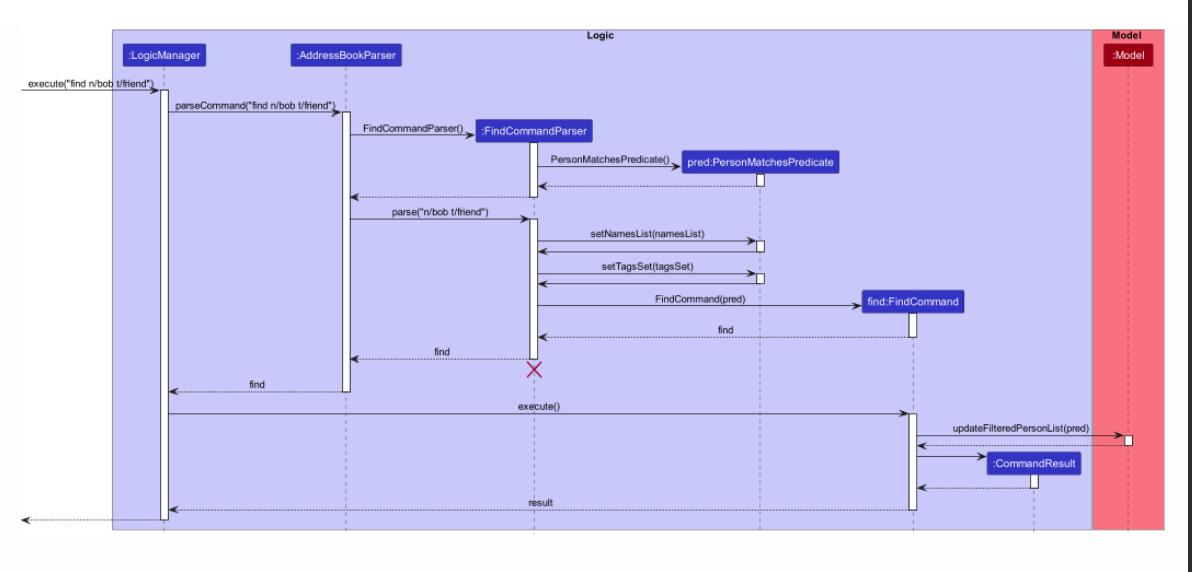 Logic
Model
:LogicManager
:AddressBookParser
:Model
execute("find n/bob t/friend")
parseCommand("find n/bob t/friend")
FindCommandParser()
:FindCommandParser
PersonMatchesPredicate()
pred:PersonMatchesPredicate
parse("n/bob t/friend")
setNamesList(namesList)
setTagsSet(tagsSet)
FindCommand(pred)
find:FindCommand
find
find
find
execute()
updateFilteredPersonList(pred)
:CommandResult
result